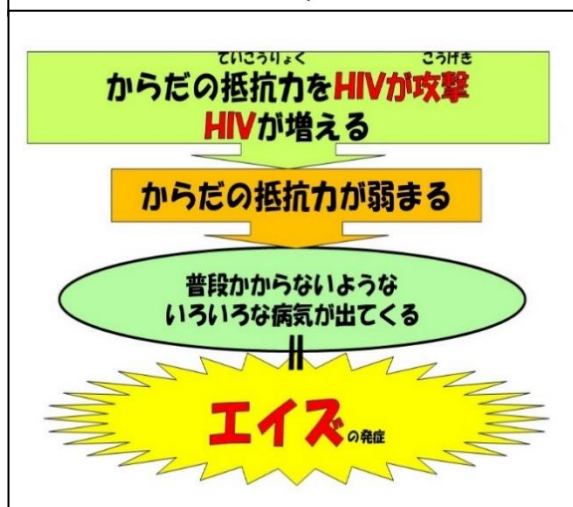 ていこうりょく こうげき
からだの抵抗力をHIVが攻撃
HIVが増える
からだの抵抗力が弱まる
普段かからないような
いろいろな病気が出てくる
||
エイズの発症